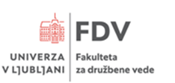 UNIVERZA
V LJUBLJANI
FDV
Fakulteta
za družbene vede